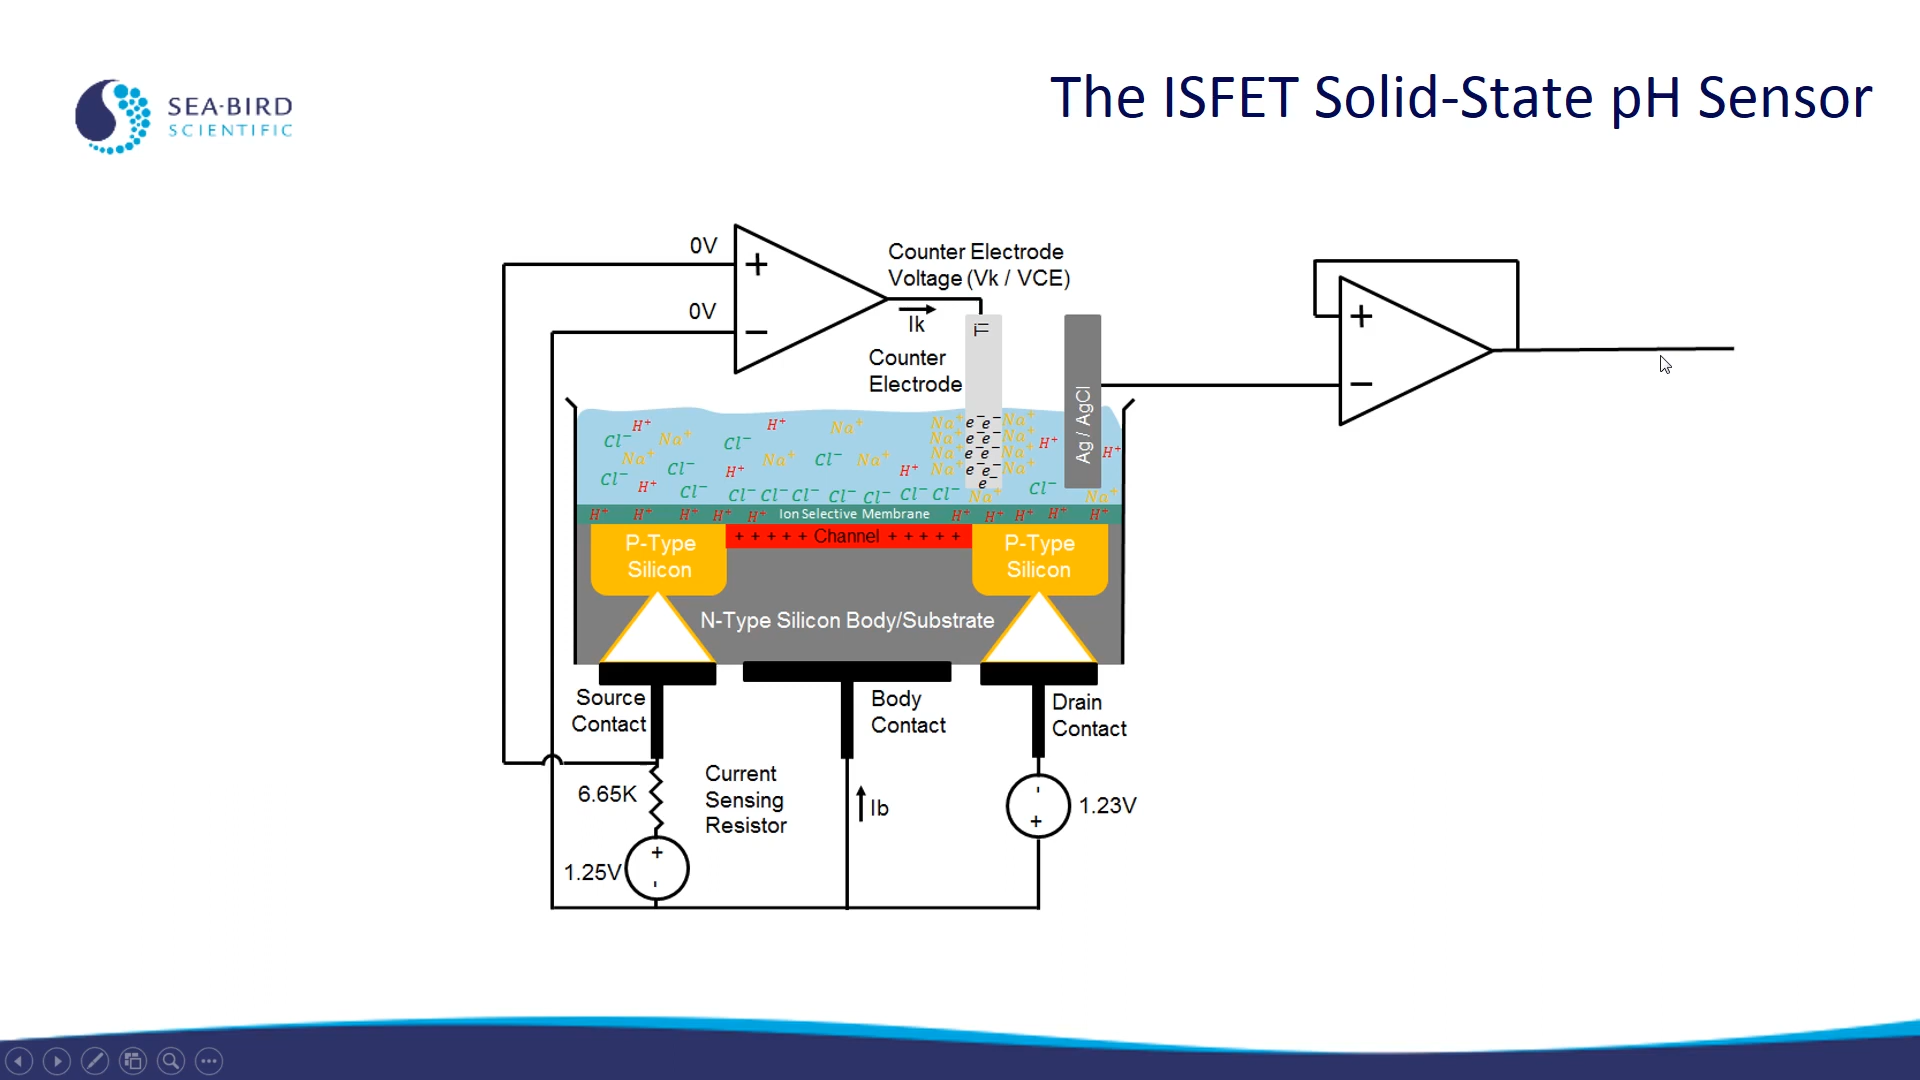 SEA·BIRD
SCIENTIFIC
The ISFET Solid-State pH Sensor
0V
+
0V
−
Counter Electrode
Voltage (Vk / VCE)
Ik
Ti
Counter
Electrode
Ag / AgCl
+
−
H⁺ H⁺ Na⁺ Na⁺ e⁻ e⁻ Na⁺
Cl⁻ Na⁺ Cl⁻ Na⁺ e⁻ e⁻ Na⁺ H⁺
Na⁺ Cl⁻ Na⁺ Cl⁻ Na⁺ Na⁺ e⁻ e⁻ Na⁺ H⁺
Cl⁻ H⁺ H⁺ Na⁺ e⁻ e⁻ Na⁺
H⁺ Cl⁻ Cl⁻ Cl⁻ Cl⁻ Cl⁻ Cl⁻ Cl⁻ Cl⁻ e⁻ Na⁺ Cl⁻ Na⁺
H⁺ H⁺ H⁺ H⁺ H⁺ Ion Selective Membrane H⁺ H⁺ H⁺ H⁺ H⁺
+ + + + + Channel + + + + +
P-Type
Silicon
P-Type
Silicon
N-Type Silicon Body/Substrate
Source
Contact
Body
Contact
Drain
Contact
6.65K
Current
Sensing
Resistor
Ib
-
+
1.23V
1.25V
+
-